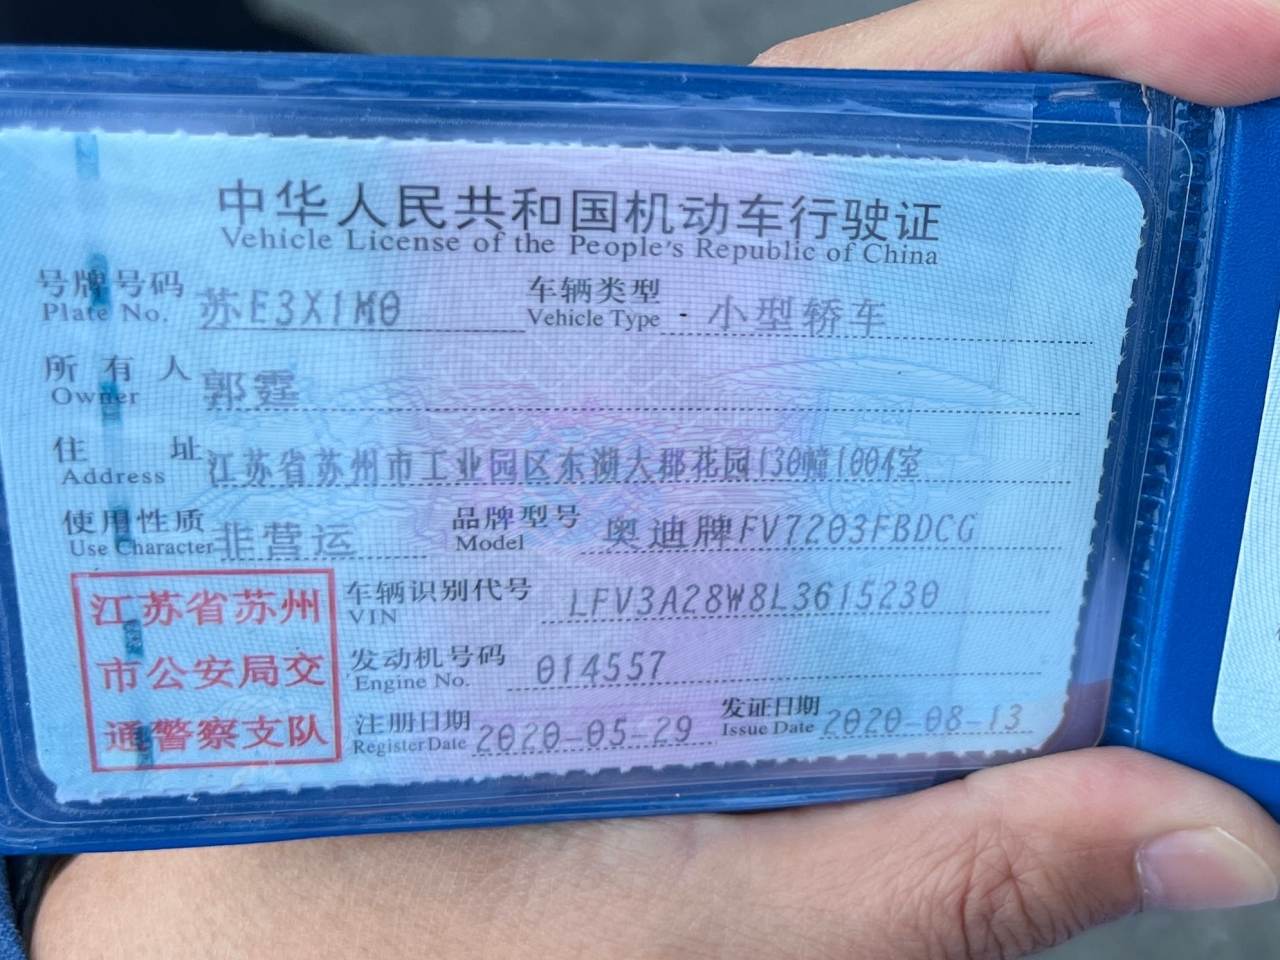 中华人民共和国机动车行驶证
Vehicle License of the People's Republic of China
号牌号码 苏E3X1M0 车辆类型 小型轿车
Plate No. Vehicle Type
所有人 郭霆
Owner
住址 江苏省苏州市工业园区东湖大郡花园130幢1004室
Address
使用性质 非营运 品牌型号 奥迪牌FV7203FBDCG
Use Character Model
江苏省苏州
市公安局交
通警察支队
车辆识别代号 LFV3A28W8L3615230
VIN
发动机号码 014557
Engine No.
注册日期 2020-05-29 发证日期 2020-08-13
Register Date Issue Date